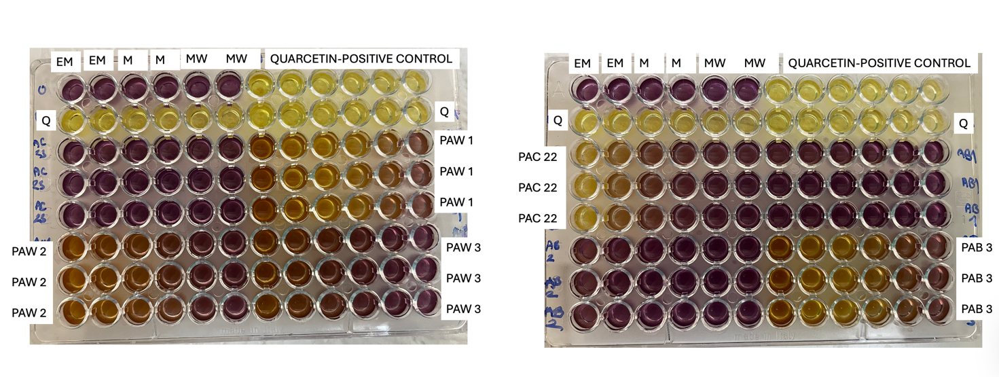 EM EM M M MW MW QUARCETIN-POSITIVE CONTROL
Q Q
PAW 1
AC
PAW 1
AC
PAW 1
AC
PAW 2 PAW 3
PAW 2 PAW 3
PAW 2 PAW 3
made in Italy
EM EM M M MW MW QUARCETIN-POSITIVE CONTROL
A
Q Q
PAC 22 AB1
PAC 22 AB1
PAC 22 AB
1
AB PAB 3
2
AB PAB 3
2
AB PAB 3
2
made in Italy